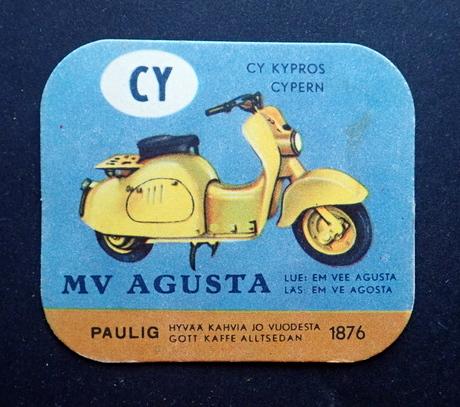 CY
CY KYPROS
CYPERN
MV AGUSTA
LUE: EM VEE AGUSTA
LÄS: EM VE AGOSTA
PAULIG
HYVÄÄ KAHVIA JO VUODESTA
GOTT KAFFE ALLTSEDAN
1876